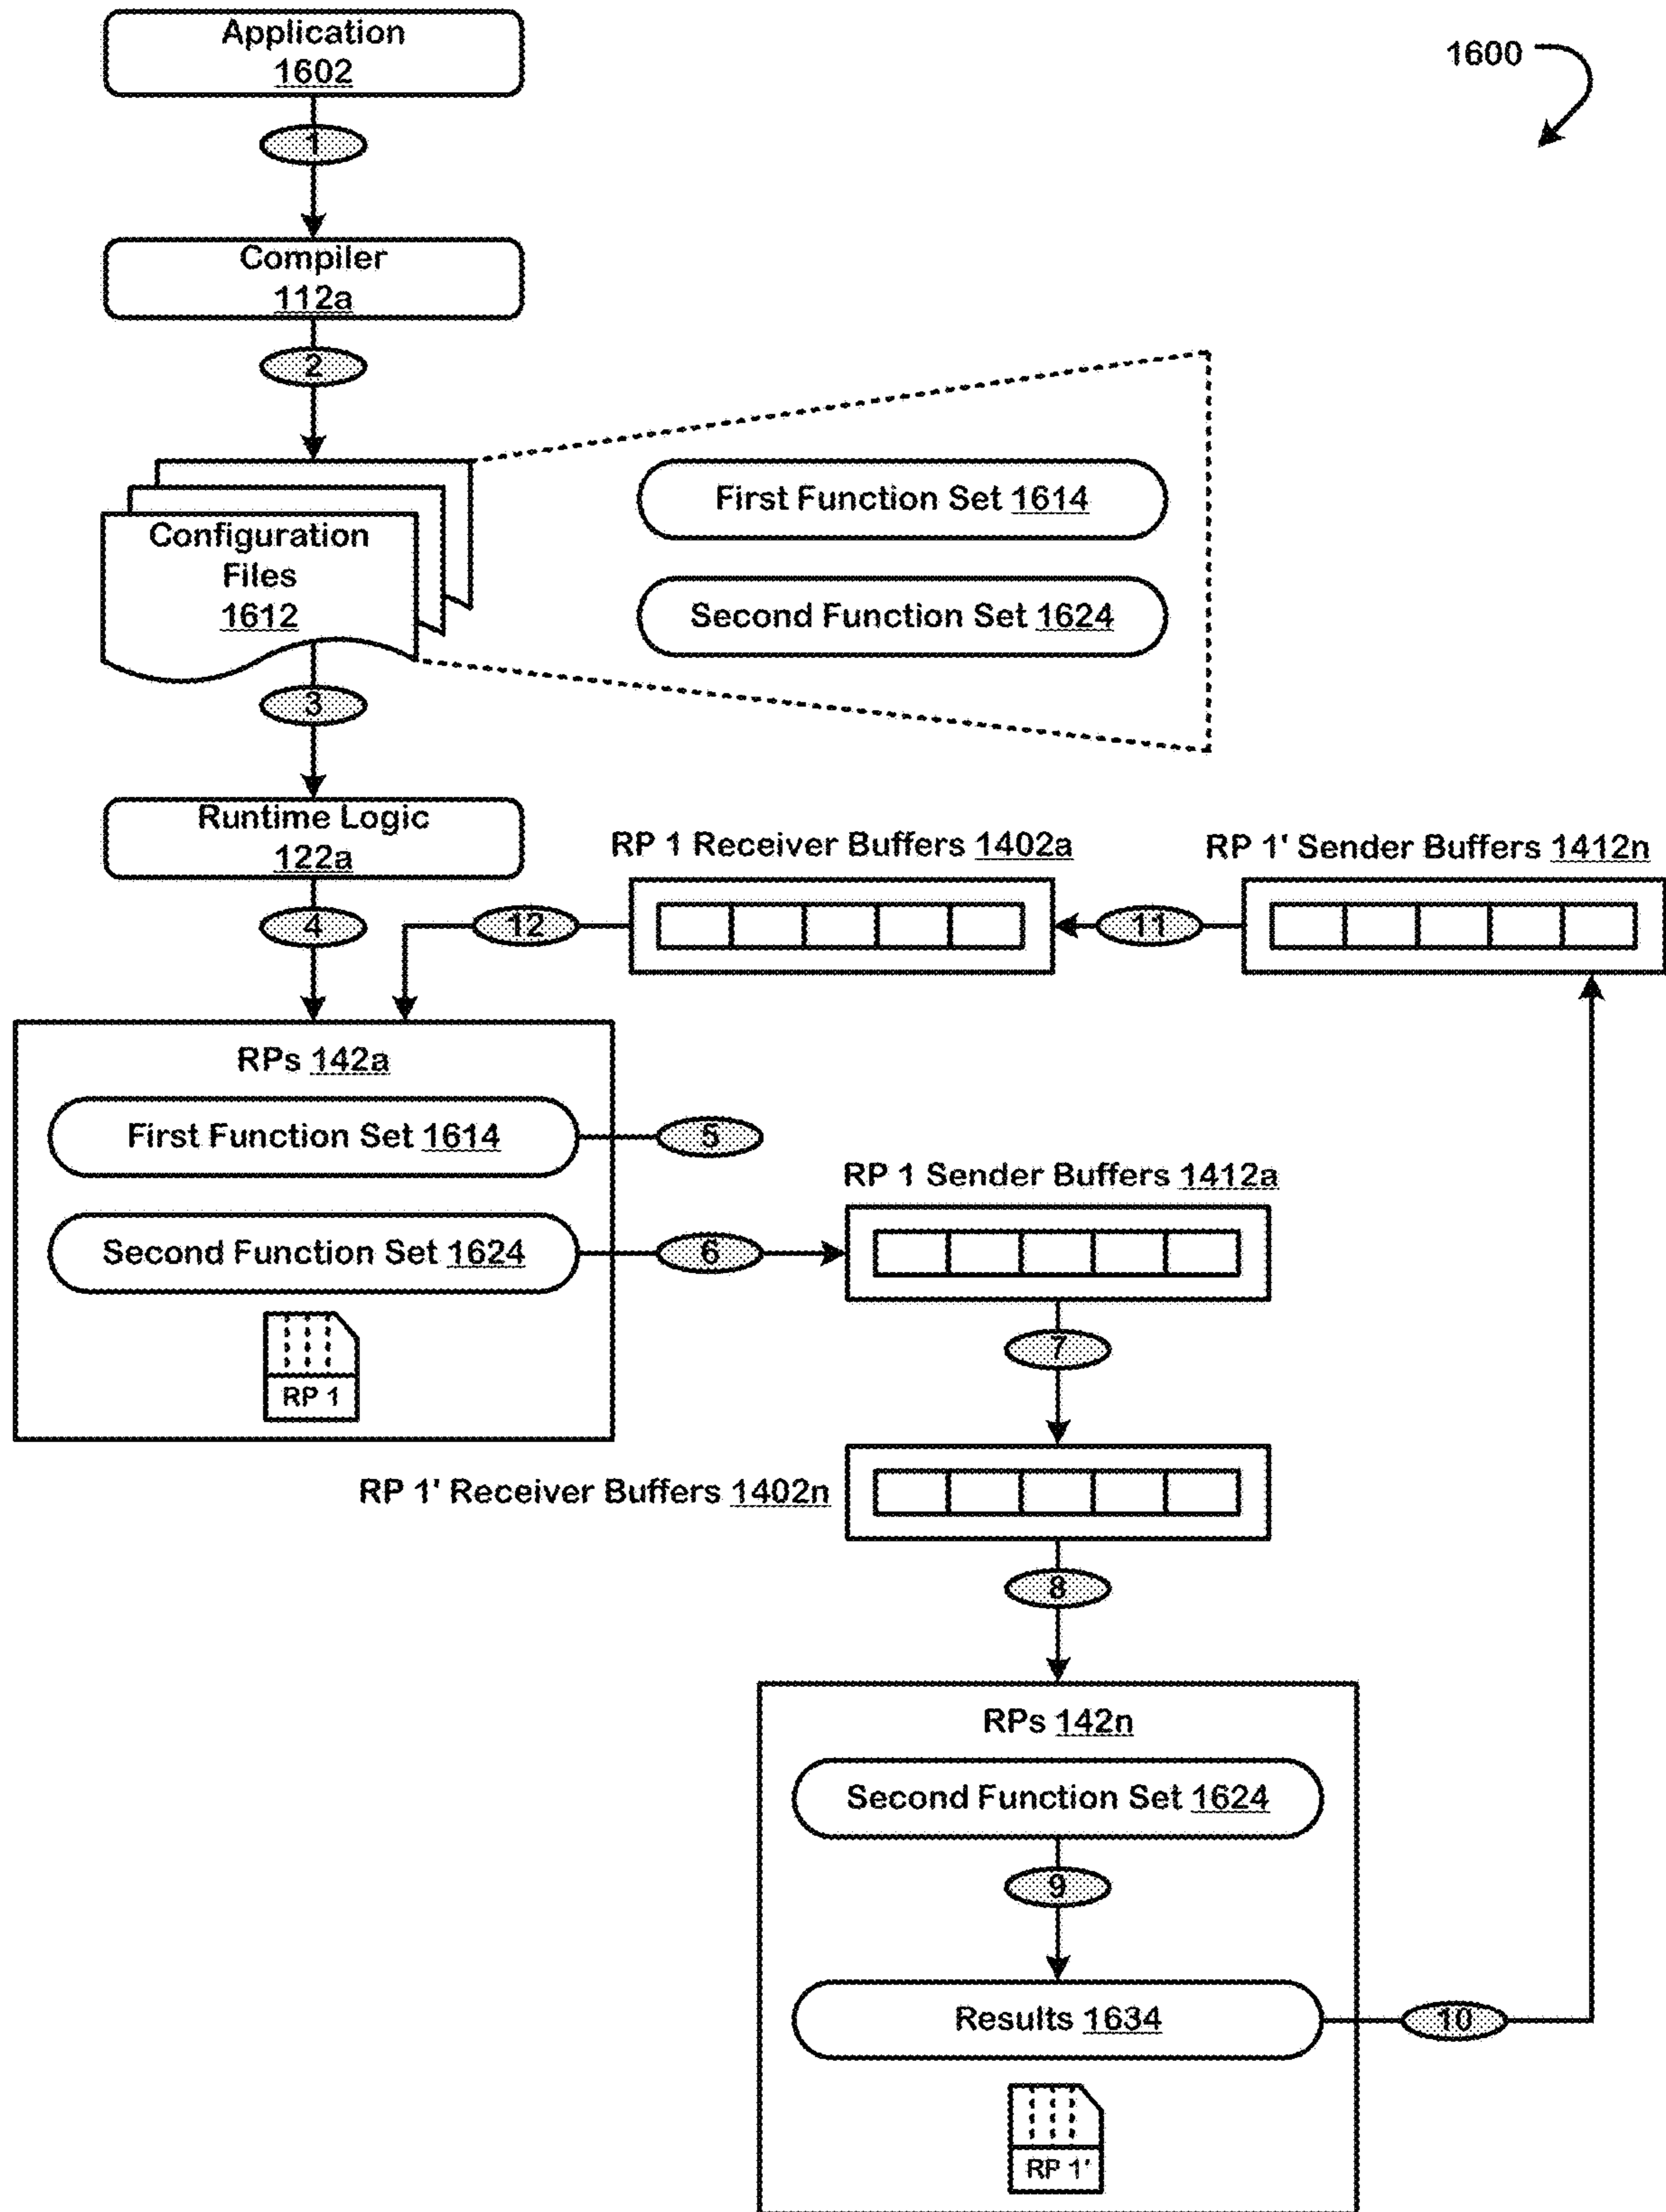 Application
1602
1600
1
Compiler
112a
2
First Function Set 1614
Configuration
Files
1612
Second Function Set 1624
3
Runtime Logic
122a
RP 1 Receiver Buffers 1402a
RP 1' Sender Buffers 1412n
4
12
11
RPs 142a
First Function Set 1614
5
RP 1 Sender Buffers 1412a
Second Function Set 1624
6
7
RP 1
RP 1' Receiver Buffers 1402n
8
RPs 142n
Second Function Set 1624
9
Results 1634
10
RP 1'